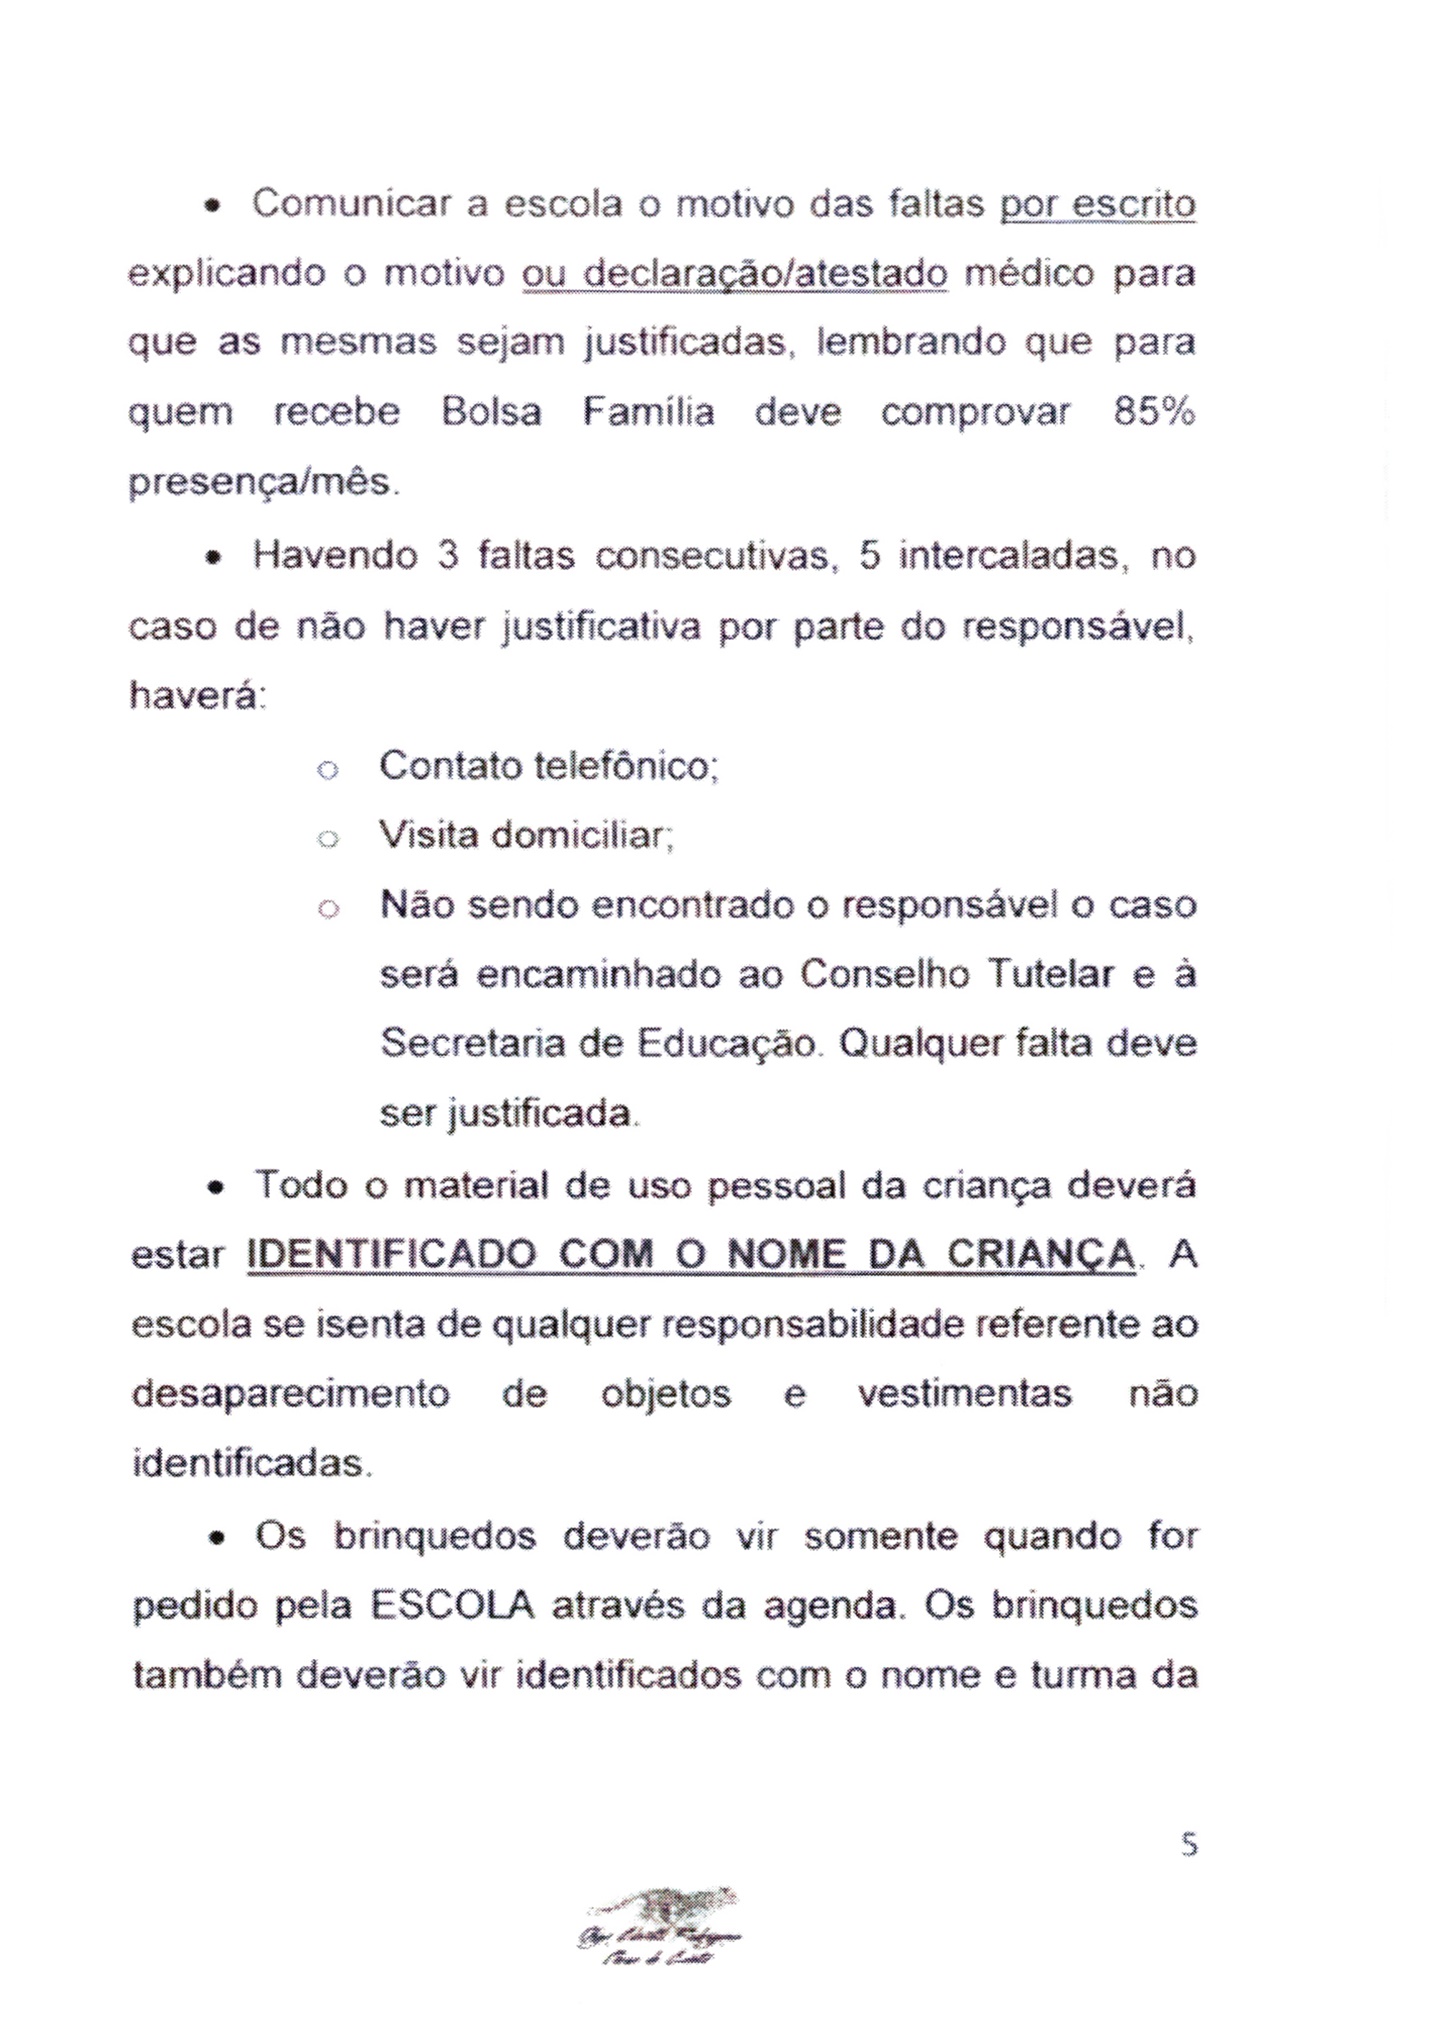 • Comunicar a escola o motivo das faltas por escrito
explicando o motivo ou declaração/atestado médico para
que as mesmas sejam justificadas, lembrando que para
quem recebe Bolsa Família deve comprovar 85%
presença/mês.
• Havendo 3 faltas consecutivas, 5 intercaladas, no
caso de não haver justificativa por parte do responsável,
haverá:
○ Contato telefônico;
○ Visita domiciliar;
○ Não sendo encontrado o responsável o caso
será encaminhado ao Conselho Tutelar e à
Secretaria de Educação. Qualquer falta deve
ser justificada.
• Todo o material de uso pessoal da criança deverá
estar IDENTIFICADO COM O NOME DA CRIANÇA. A
escola se isenta de qualquer responsabilidade referente ao
desaparecimento de objetos e vestimentas não
identificadas.
• Os brinquedos deverão vir somente quando for
pedido pela ESCOLA através da agenda. Os brinquedos
também deverão vir identificados com o nome e turma da
5